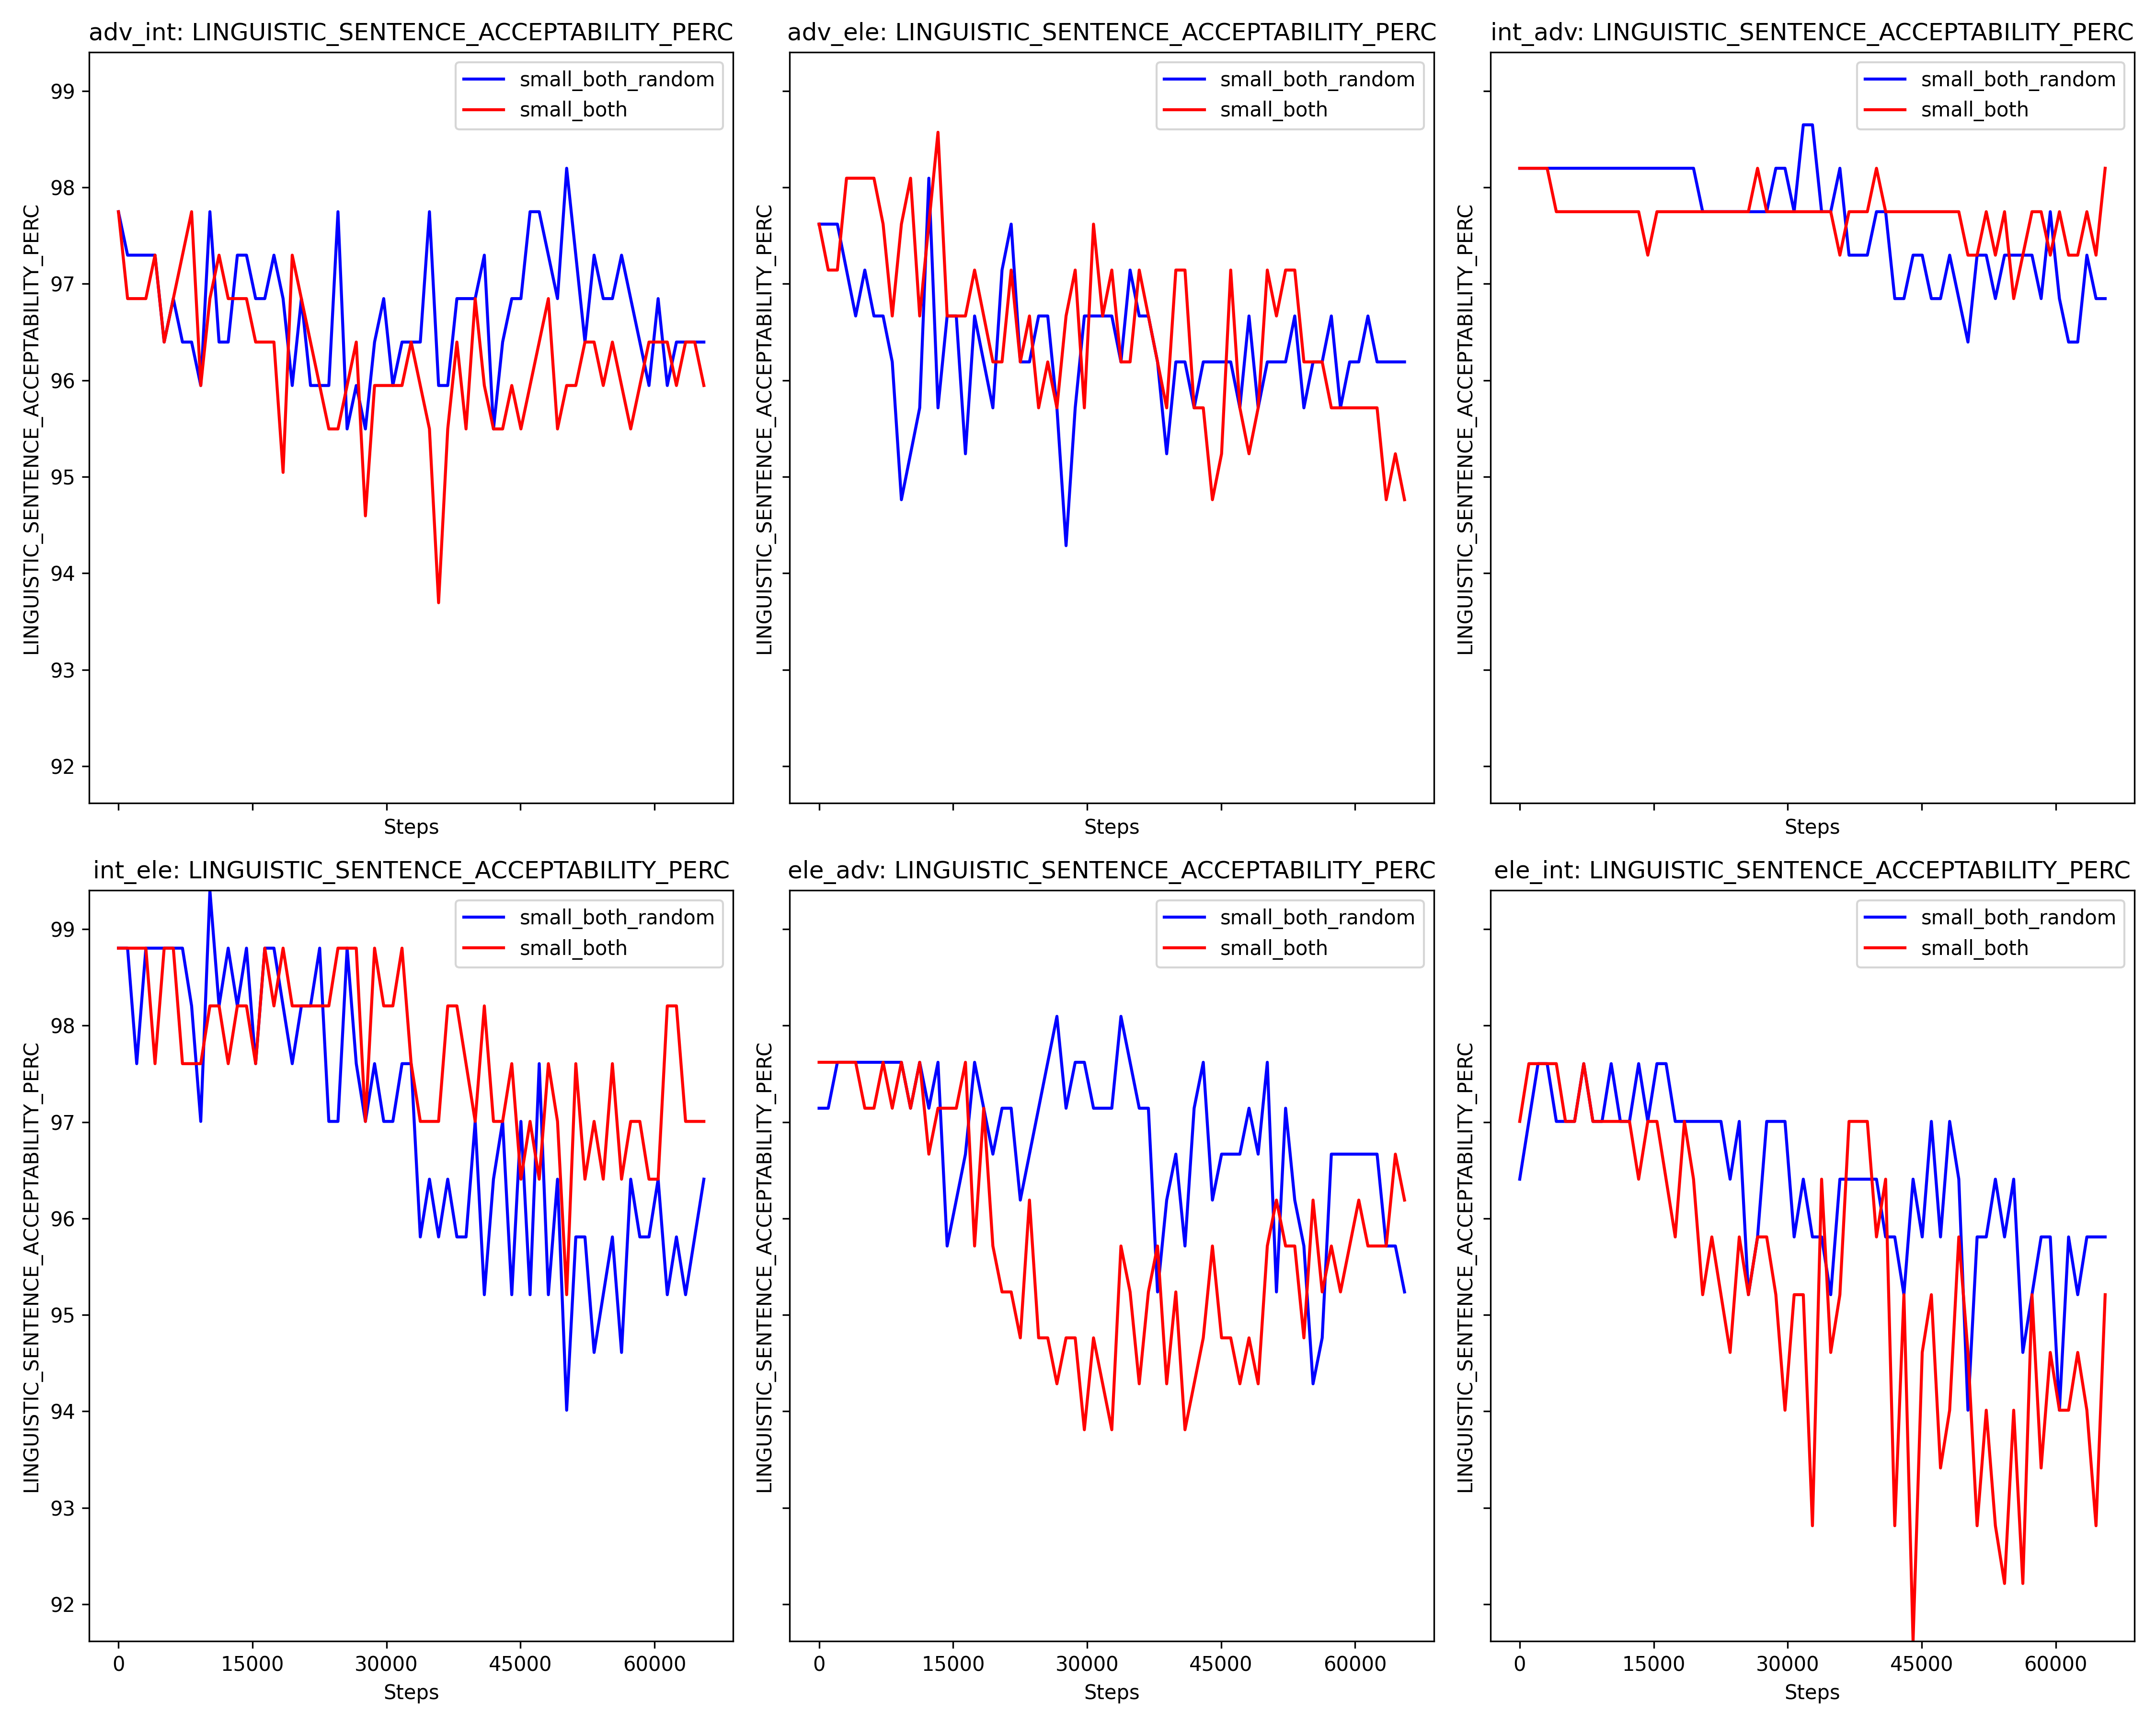 adv_int: LINGUISTIC_SENTENCE_ACCEPTABILITY_PERC
LINGUISTIC_SENTENCE_ACCEPTABILITY_PERC
99
98
97
96
95
94
93
92
small_both_random
small_both
Steps
adv_ele: LINGUISTIC_SENTENCE_ACCEPTABILITY_PERC
LINGUISTIC_SENTENCE_ACCEPTABILITY_PERC
small_both_random
small_both
Steps
int_adv: LINGUISTIC_SENTENCE_ACCEPTABILITY_PERC
LINGUISTIC_SENTENCE_ACCEPTABILITY_PERC
small_both_random
small_both
Steps
int_ele: LINGUISTIC_SENTENCE_ACCEPTABILITY_PERC
LINGUISTIC_SENTENCE_ACCEPTABILITY_PERC
99
98
97
96
95
94
93
92
small_both_random
small_both
0 15000 30000 45000 60000
Steps
ele_adv: LINGUISTIC_SENTENCE_ACCEPTABILITY_PERC
LINGUISTIC_SENTENCE_ACCEPTABILITY_PERC
small_both_random
small_both
0 15000 30000 45000 60000
Steps
ele_int: LINGUISTIC_SENTENCE_ACCEPTABILITY_PERC
LINGUISTIC_SENTENCE_ACCEPTABILITY_PERC
small_both_random
small_both
0 15000 30000 45000 60000
Steps